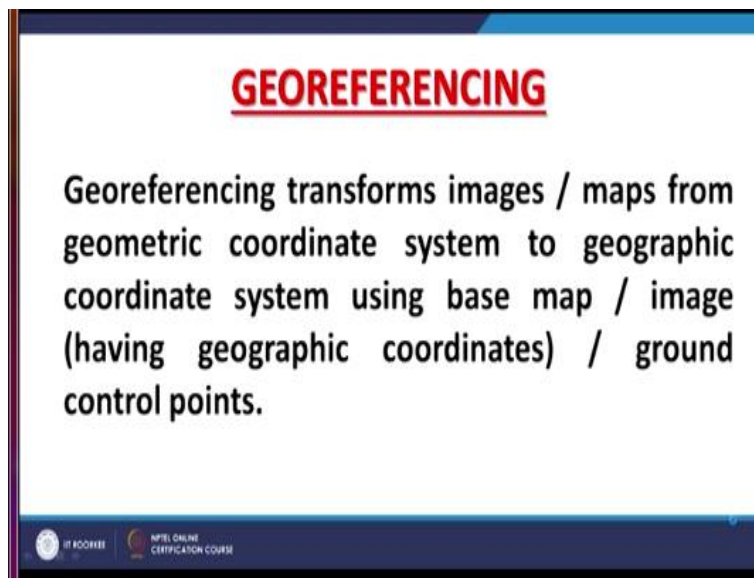 GEOREFERENCING
Georeferencing transforms images / maps from
geometric coordinate system to geographic
coordinate system using base map / image
(having geographic coordinates) / ground
control points.
IIT ROORKEE
NPTEL ONLINE
CERTIFICATION COURSE